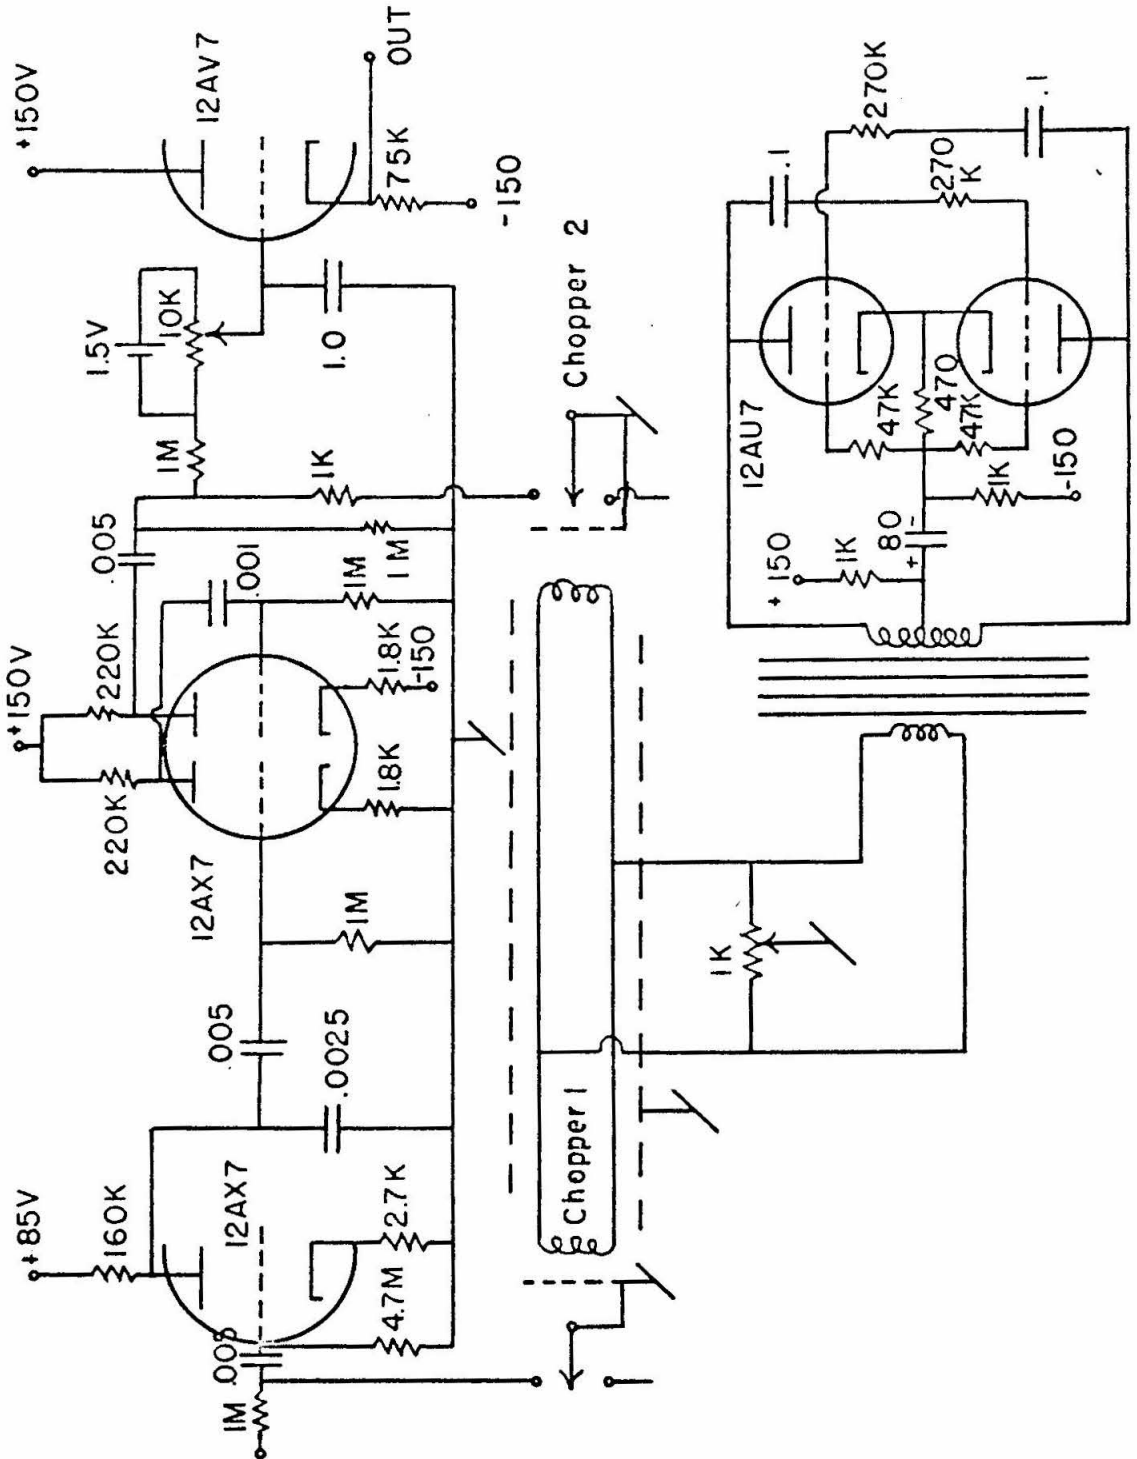 +85V
160K
12AX7
.005
1M
4.7M
2.7K
.0025
.005
1M
12AX7
+150V
220K
220K
1.8K
1.8K
-150
.005
.001
1M
1M
1K
1M
1.5V
10K
1.0
+150V
12AV7
OUT
75K
-150
Chopper 1
Chopper 2
1K
+150
1K
80
+
-
1K
-150
12AU7
47K
470
47K
.1
270
K
270K
.1